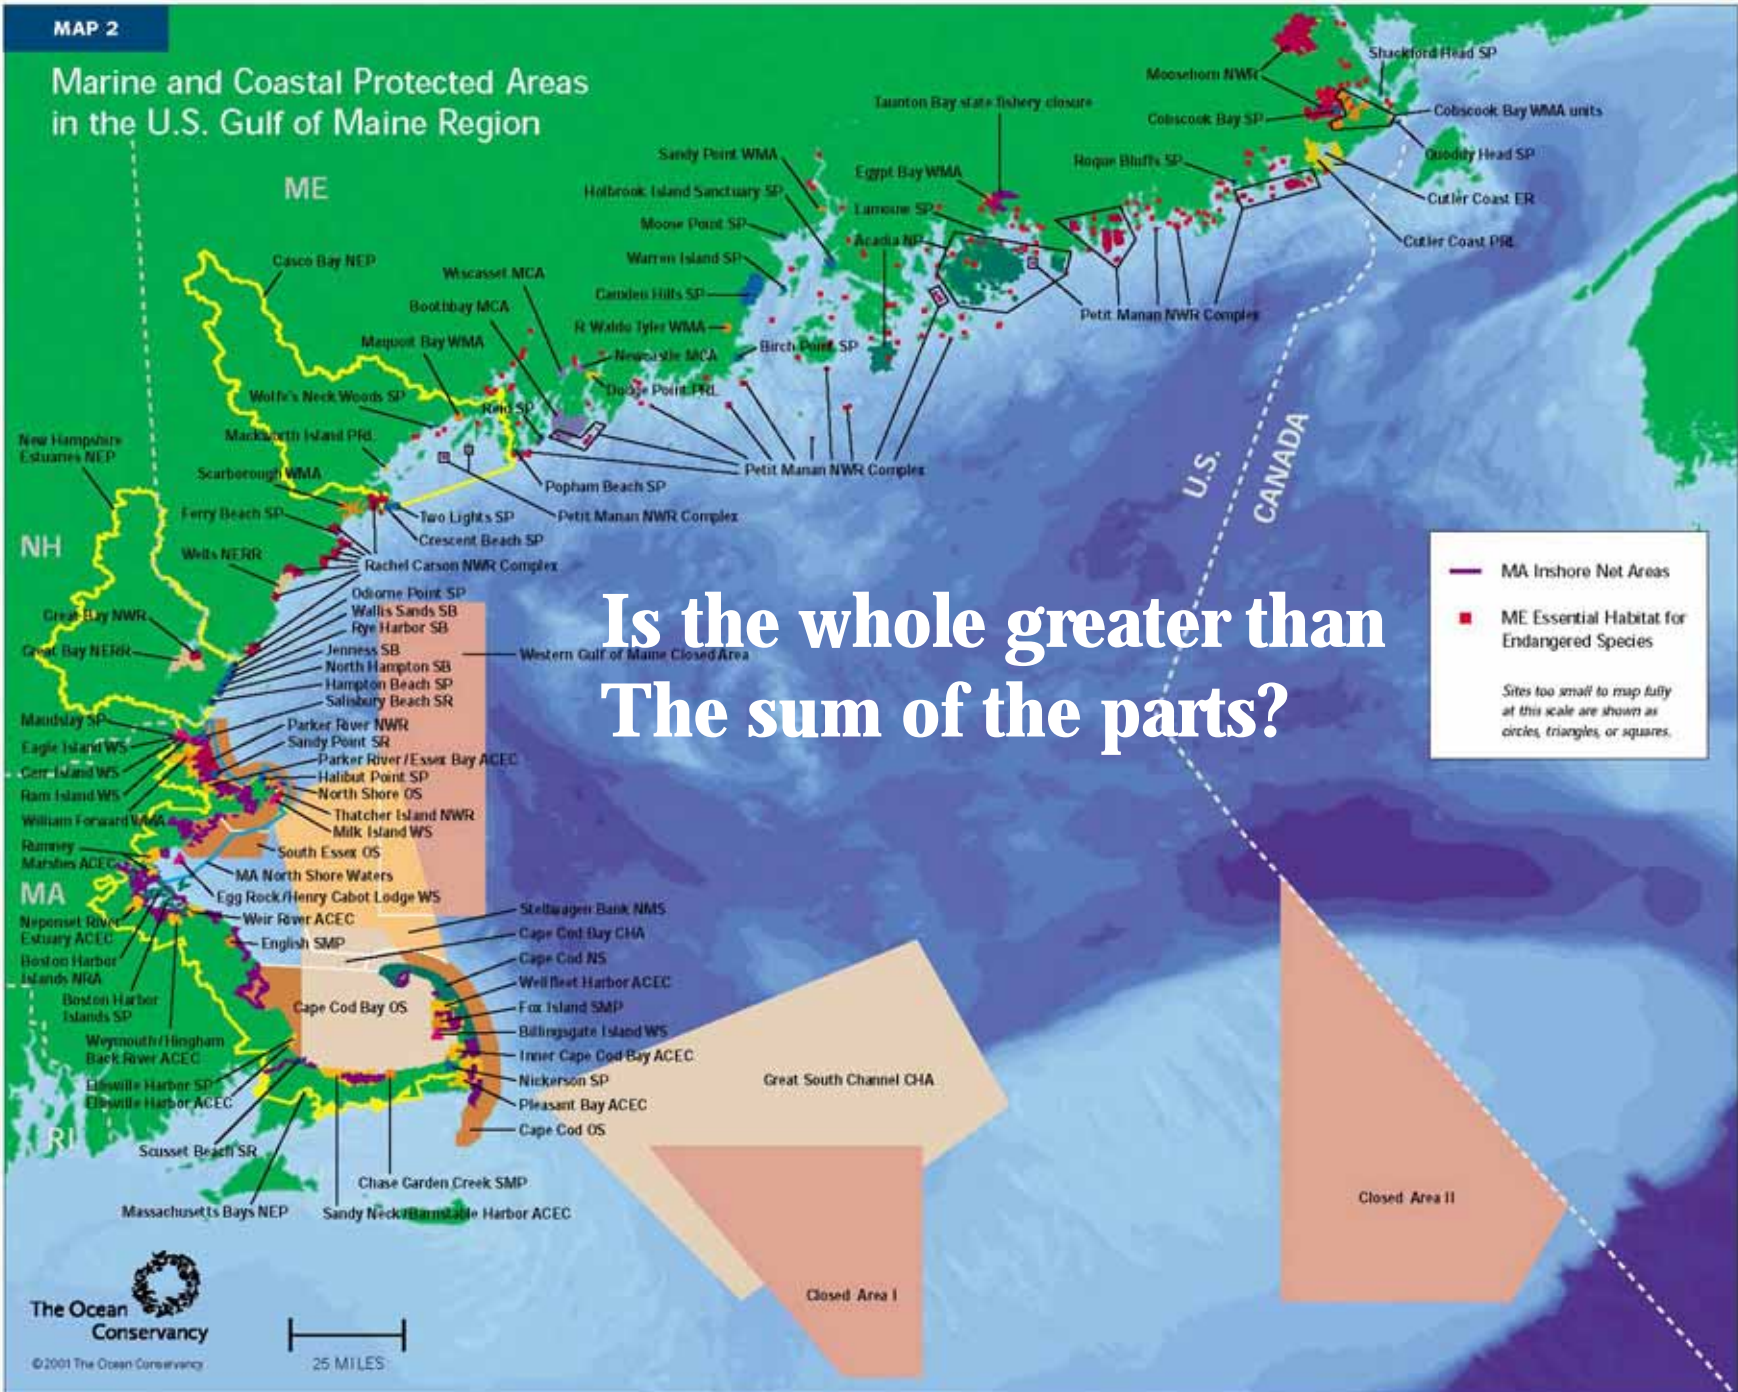 MAP 2
Marine and Coastal Protected Areas
in the U.S. Gulf of Maine Region
ME
NH
MA
RI
U.S.
CANADA
Shackford Head SP
Moosehorn NWR
Taunton Bay state fishery closure
Cobscook Bay SP
Cobscook Bay WMA units
Quoddy Head SP
Roque Bluffs SP
Cutler Coast ER
Cutler Coast PRL
Sandy Point WMA
Egypt Bay WMA
Holbrook Island Sanctuary SP
Lamoine SP
Moose Point SP
Acadia NP
Warren Island SP
Camden Hills SP
Petit Manan NWR Complex
R Waldo Tyler WMA
Birch Point SP
Casco Bay NEP
Wiscasset MCA
Boothbay MCA
Maquoit Bay WMA
Newcastle MCA
Dodge Point PRL
Wolfe's Neck Woods SP
Reid SP
Mackworth Island PRL
New Hampshire
Estuaries NEP
Scarborough WMA
Petit Manan NWR Complex
Popham Beach SP
Ferry Beach SP
Two Lights SP
Petit Manan NWR Complex
Crescent Beach SP
Wells NERR
Rachel Carson NWR Complex
Odiorne Point SP
Wallis Sands SB
Great Bay NWR
Rye Harbor SB
Great Bay NERR
Jenness SB
Western Gulf of Maine Closed Area
North Hampton SB
Hampton Beach SP
Salisbury Beach SR
Is the whole greater than
The sum of the parts?
MA Inshore Net Areas
ME Essential Habitat for
Endangered Species
Sites too small to map fully
at this scale are shown as
circles, triangles, or squares.
Maudslay SP
Parker River NWR
Eagle Island WS
Sandy Point SR
Parker River/Essex Bay ACEC
Carr Island WS
Halibut Point SP
Ram Island WS
North Shore OS
William Forward WMA
Thatcher Island NWR
Milk Island WS
Rumney
Marshes ACEC
South Essex OS
MA North Shore Waters
Egg Rock/Henry Cabot Lodge WS
Neponset River
Estuary ACEC
Weir River ACEC
Stellwagen Bank NMS
Cape Cod Bay CHA
English SMP
Boston Harbor
Islands NRA
Cape Cod NS
Wellfleet Harbor ACEC
Boston Harbor
Islands SP
Cape Cod Bay OS
Fox Island SMP
Billingsgate Island WS
Weymouth/Hingham
Back River ACEC
Inner Cape Cod Bay ACEC
Ellisville Harbor SP
Nickerson SP
Great South Channel CHA
Ellisville Harbor ACEC
Pleasant Bay ACEC
Cape Cod OS
Scusset Beach SR
Chase Garden Creek SMP
Massachusetts Bays NEP
Sandy Neck/Barnstable Harbor ACEC
Closed Area II
Closed Area I
The Ocean
Conservancy
©2001 The Ocean Conservancy
25 MILES